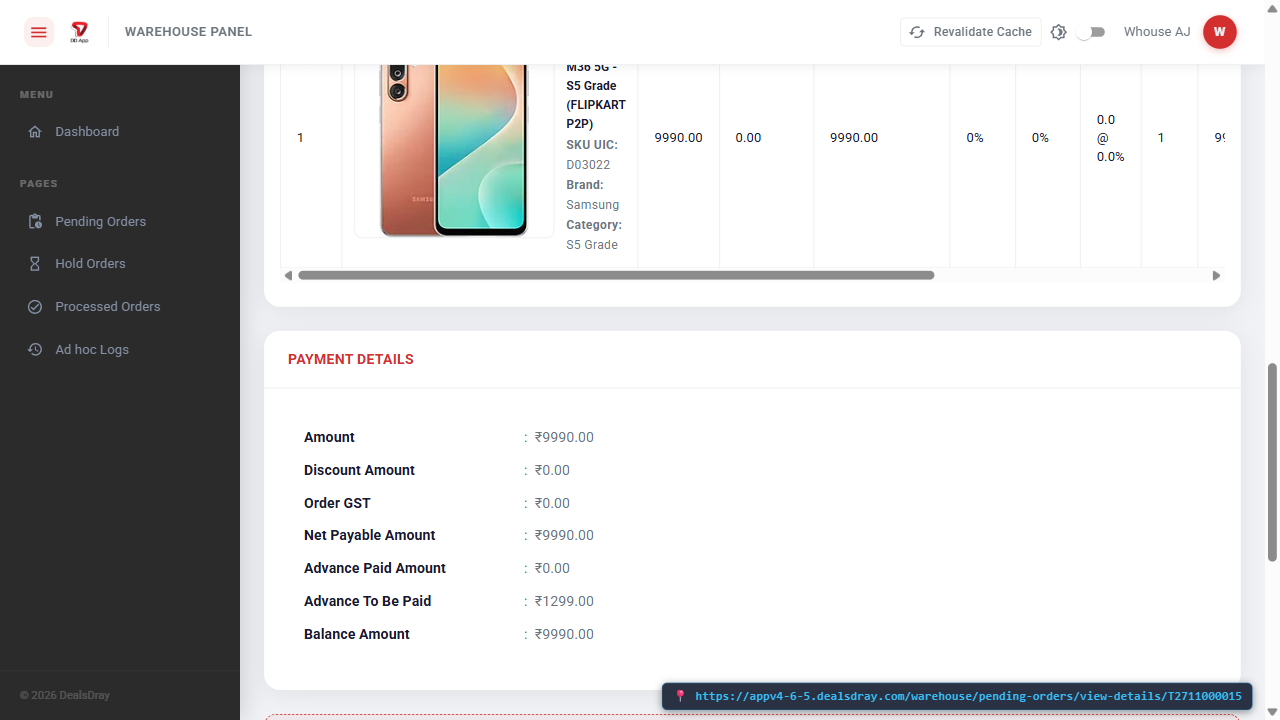 DD App
WAREHOUSE PANEL
Revalidate Cache
Whouse AJ
W
MENU
Dashboard
PAGES
Pending Orders
Hold Orders
Processed Orders
Ad hoc Logs
© 2026 DealsDray
1
SAMSU
M36 5G -
S5 Grade
(FLIPKART
P2P)
SKU UIC:
D03022
Brand:
Samsung
Category:
S5 Grade
9990.00
0.00
9990.00
0%
0%
0.0
@
0.0%
1
PAYMENT DETAILS
Amount : ₹9990.00
Discount Amount : ₹0.00
Order GST : ₹0.00
Net Payable Amount : ₹9990.00
Advance Paid Amount : ₹0.00
Advance To Be Paid : ₹1299.00
Balance Amount : ₹9990.00
https://appv4-6-5.dealsdray.com/warehouse/pending-orders/view-details/T2711000015